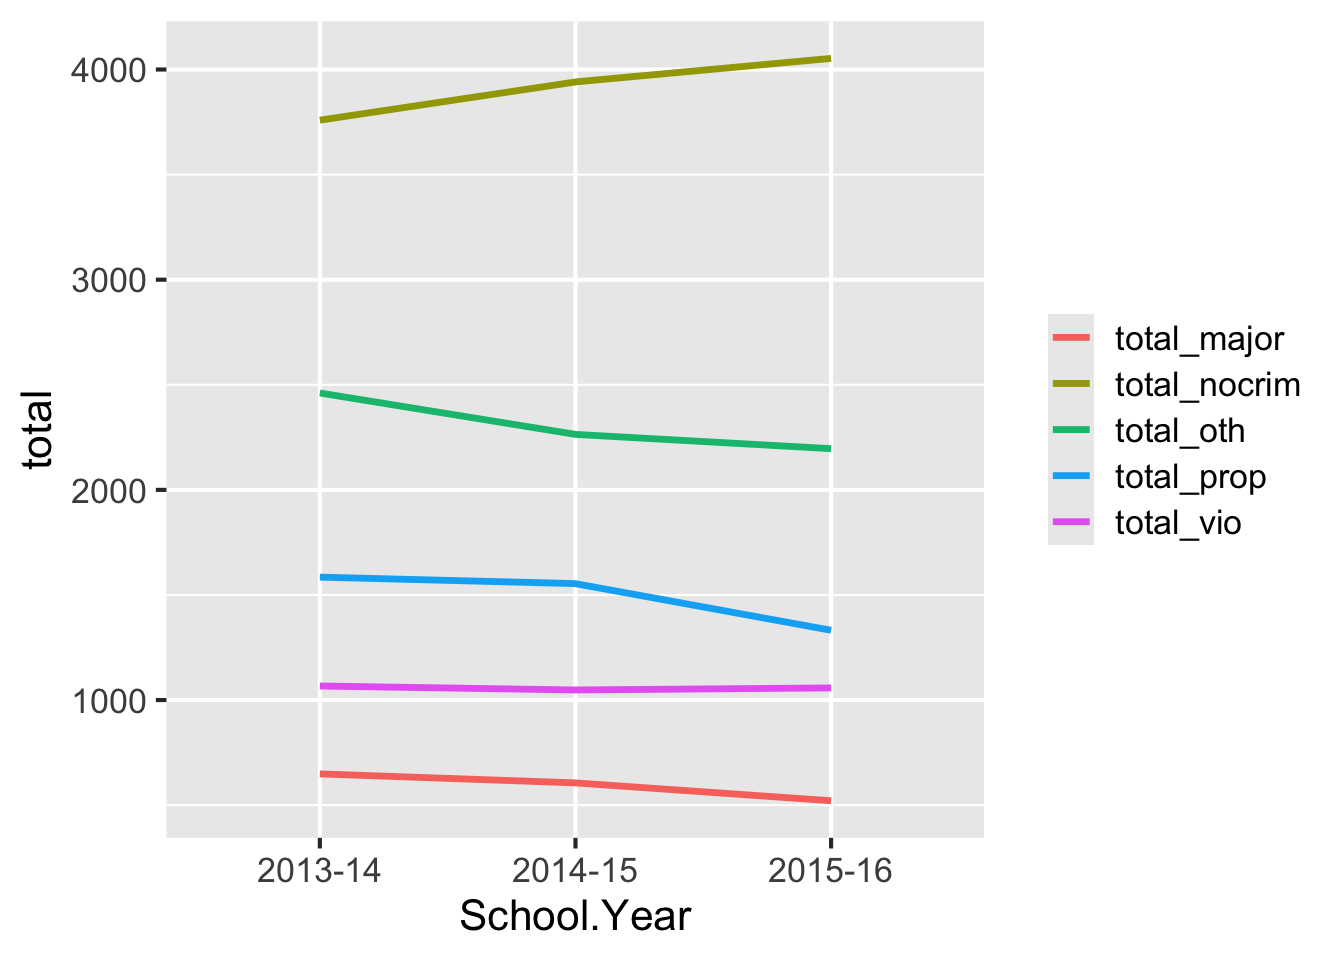 4000
3000
2000
1000
total
2013-14
2014-15
2015-16
School.Year
total_major
total_nocrim
total_oth
total_prop
total_vio